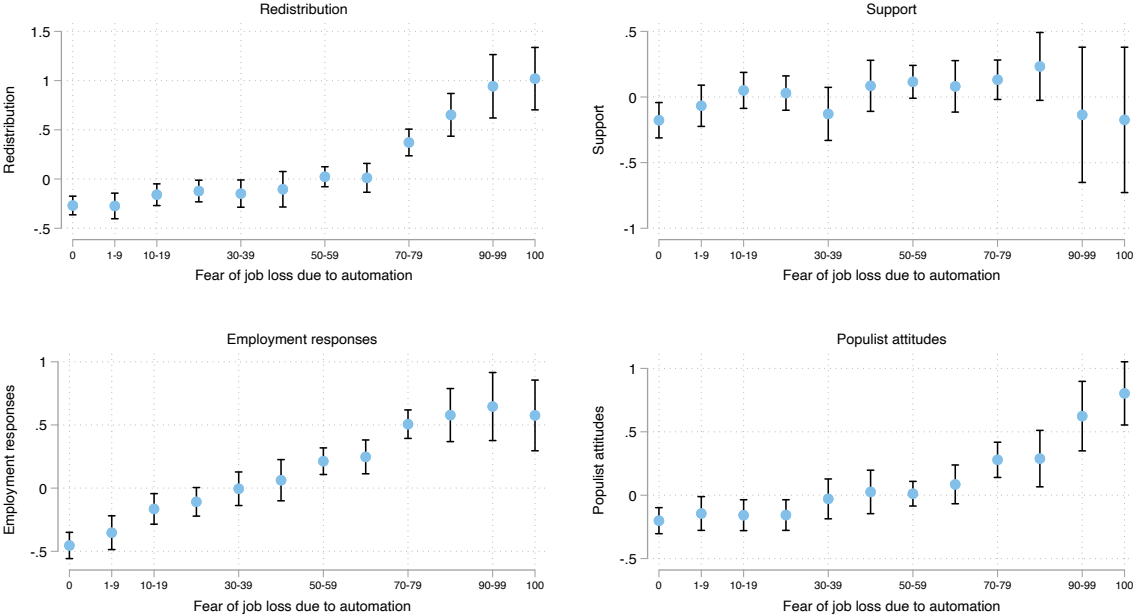 Redistribution
Redistribution
1.5
1
.5
0
-.5
0 1-9 10-19 30-39 50-59 70-79 90-99 100
Fear of job loss due to automation
Support
Support
.5
0
-.5
-1
0 1-9 10-19 30-39 50-59 70-79 90-99 100
Fear of job loss due to automation
Employment responses
Employment responses
1
.5
0
-.5
0 1-9 10-19 30-39 50-59 70-79 90-99 100
Fear of job loss due to automation
Populist attitudes
Populist attitudes
1
.5
0
-.5
0 1-9 10-19 30-39 50-59 70-79 90-99 100
Fear of job loss due to automation